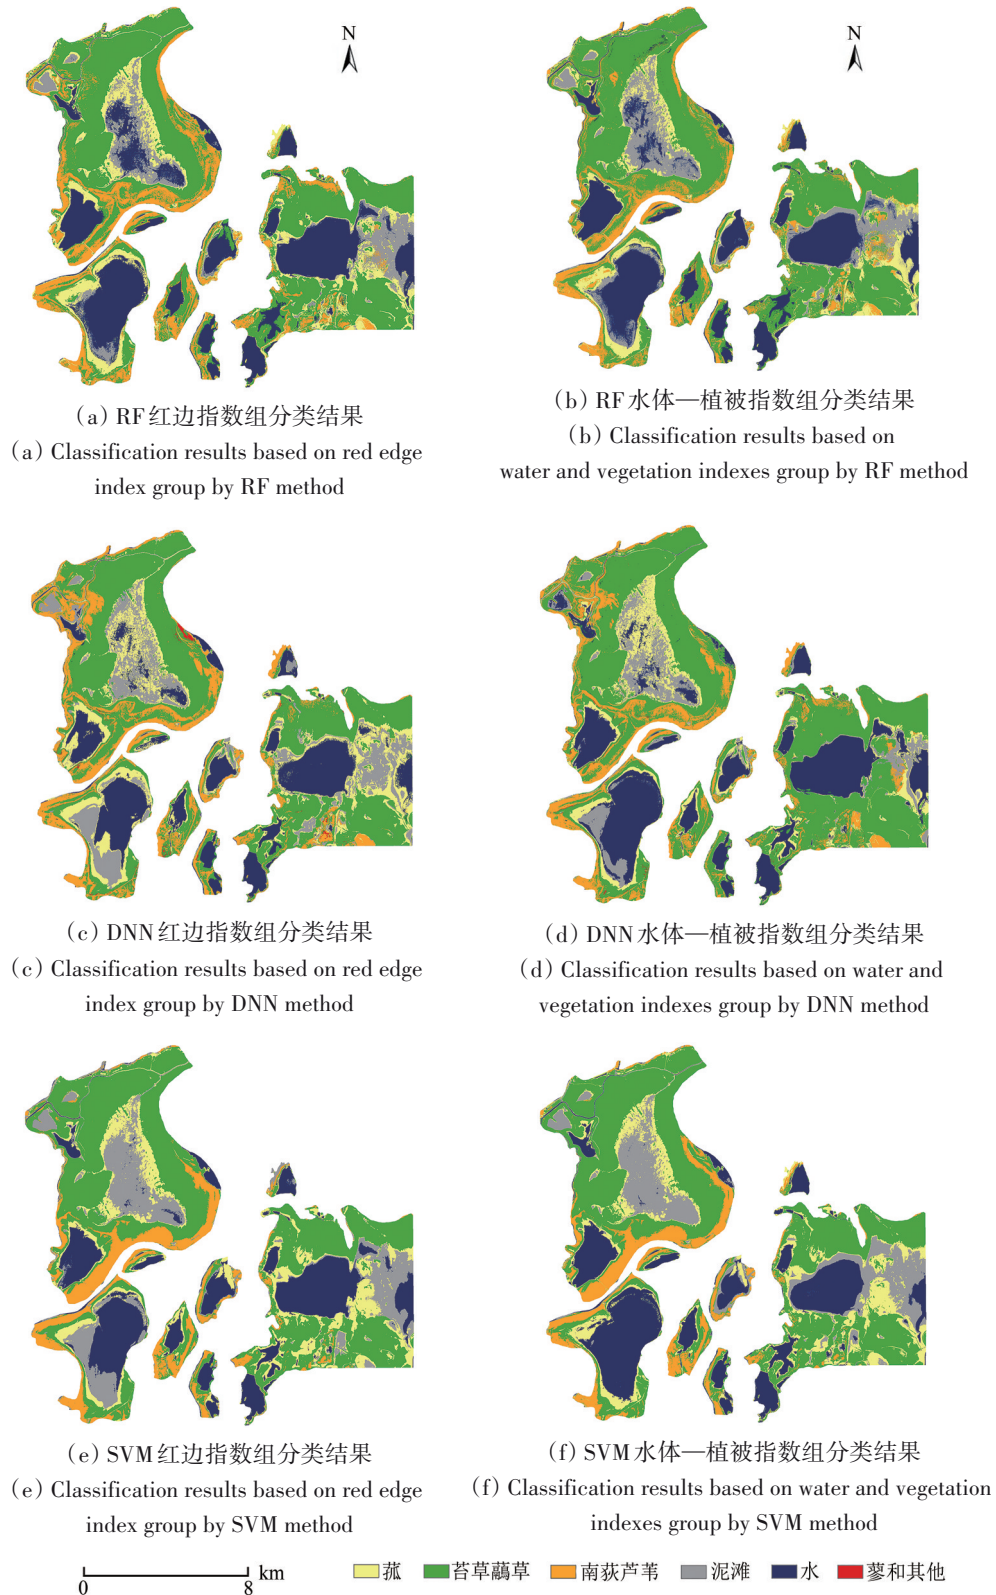 N
N
(a) RF红边指数组分类结果
(a) Classification results based on red edge
index group by RF method
(b) RF水体—植被指数组分类结果
(b) Classification results based on
water and vegetation indexes group by RF method
(c) DNN红边指数组分类结果
(c) Classification results based on red edge
index group by DNN method
(d) DNN水体—植被指数组分类结果
(d) Classification results based on water and
vegetation indexes group by DNN method
(e) SVM红边指数组分类结果
(e) Classification results based on red edge
index group by SVM method
(f) SVM水体—植被指数组分类结果
(f) Classification results based on water and vegetation
indexes group by SVM method
0 8 km
菰 苔草藨草 南荻芦苇 泥滩 水 蓼和其他